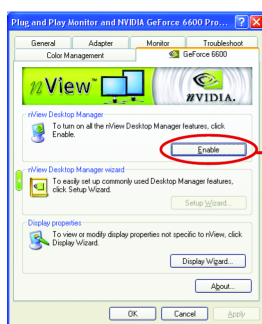 Plug and Play Monitor and NVIDIA GeForce 6600 Pro...
General Adapter Monitor Troubleshoot
Color Management GeForce 6600
nView
NVIDIA.
nView Desktop Manager
To turn on all the nView Desktop Manager features, click
Enable.
Enable
nView Desktop Manager wizard
To easily set up commonly used Desktop Manager features,
click Setup Wizard.
Setup Wizard...
Display properties
To view or modify display properties not specific to nView, click
Display Wizard.
Display Wizard...
About...
OK Cancel Apply